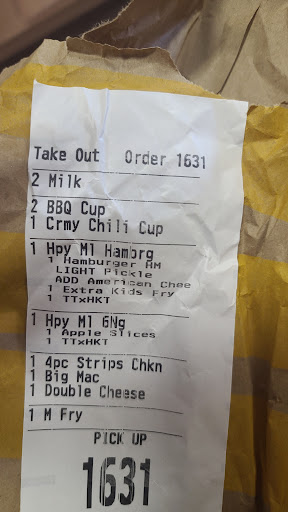 Take Out Order 1631
2 Milk
2 BBQ Cup
1 Crmy Chili Cup
1 Hpy Ml Hambrg
1 Hamburger HM
LIGHT Pickle
ADD American Chee
1 Extra Kids Fry
1 TTxHKT
1 Hpy Ml 6Ng
1 Apple Slices
1 TTxHKT
1 4pc Strips Chkn
1 Big Mac
1 Double Cheese
1 M Fry
PICK UP
1631